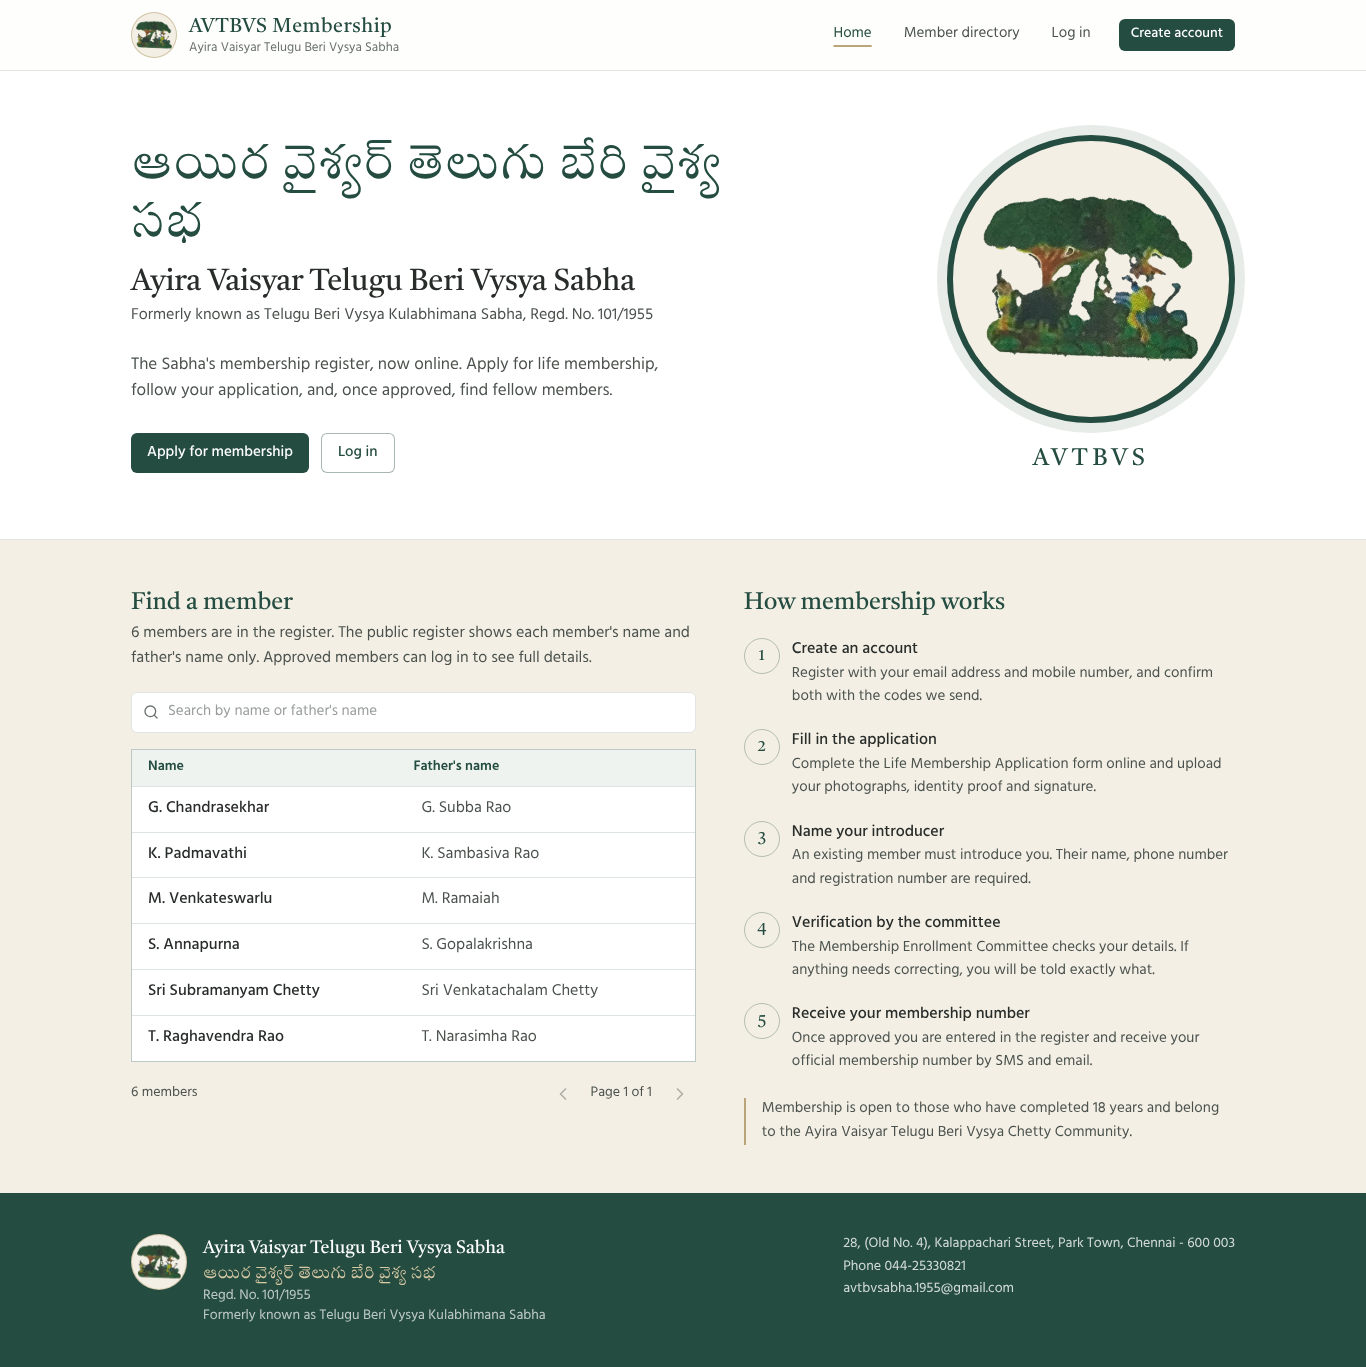 AVTBVS Membership
Ayira Vaisyar Telugu Beri Vysya Sabha
Home
Member directory
Log in
Create account
ఆయిర వైశ్యర్ తెలుగు బేరి వైశ్య
సభ
Ayira Vaisyar Telugu Beri Vysya Sabha
Formerly known as Telugu Beri Vysya Kulabhimana Sabha, Regd. No. 101/1955
The Sabha's membership register, now online. Apply for life membership,
follow your application, and, once approved, find fellow members.
Apply for membership
Log in
AVTBVS
Find a member
6 members are in the register. The public register shows each member's name and
father's name only. Approved members can log in to see full details.
Search by name or father's name
Name Father's name
G. Chandrasekhar G. Subba Rao
K. Padmavathi K. Sambasiva Rao
M. Venkateswarlu M. Ramaiah
S. Annapurna S. Gopalakrishna
Sri Subramanyam Chetty Sri Venkatachalam Chetty
T. Raghavendra Rao T. Narasimha Rao
6 members
Page 1 of 1
How membership works
1
Create an account
Register with your email address and mobile number, and confirm
both with the codes we send.
2
Fill in the application
Complete the Life Membership Application form online and upload
your photographs, identity proof and signature.
3
Name your introducer
An existing member must introduce you. Their name, phone number
and registration number are required.
4
Verification by the committee
The Membership Enrollment Committee checks your details. If
anything needs correcting, you will be told exactly what.
5
Receive your membership number
Once approved you are entered in the register and receive your
official membership number by SMS and email.
Membership is open to those who have completed 18 years and belong
to the Ayira Vaisyar Telugu Beri Vysya Chetty Community.
Ayira Vaisyar Telugu Beri Vysya Sabha
ఆయిర వైశ్యర్ తెలుగు బేరి వైశ్య సభ
Regd. No. 101/1955
Formerly known as Telugu Beri Vysya Kulabhimana Sabha
28, (Old No. 4), Kalappachari Street, Park Town, Chennai - 600 003
Phone 044-25330821
avtbvsabha.1955@gmail.com